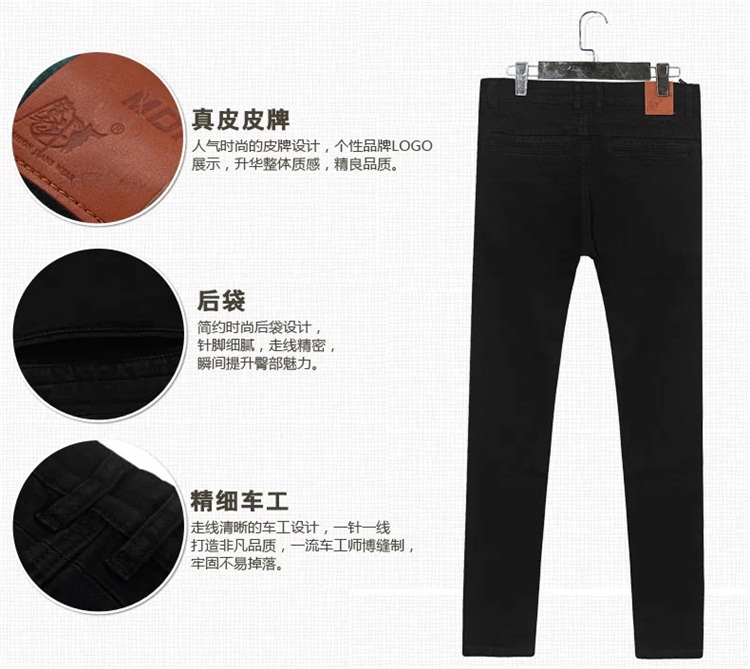 真皮皮牌
人气时尚的皮牌设计，个性品牌LOGO
展示，升华整体质感，精良品质。
后袋
简约时尚后袋设计，
针脚细腻，走线精密，
瞬间提升臀部魅力。
精细车工
走线清晰的车工设计，一针一线
打造非凡品质，一流车工师博缝制，
牢固不易掉落。